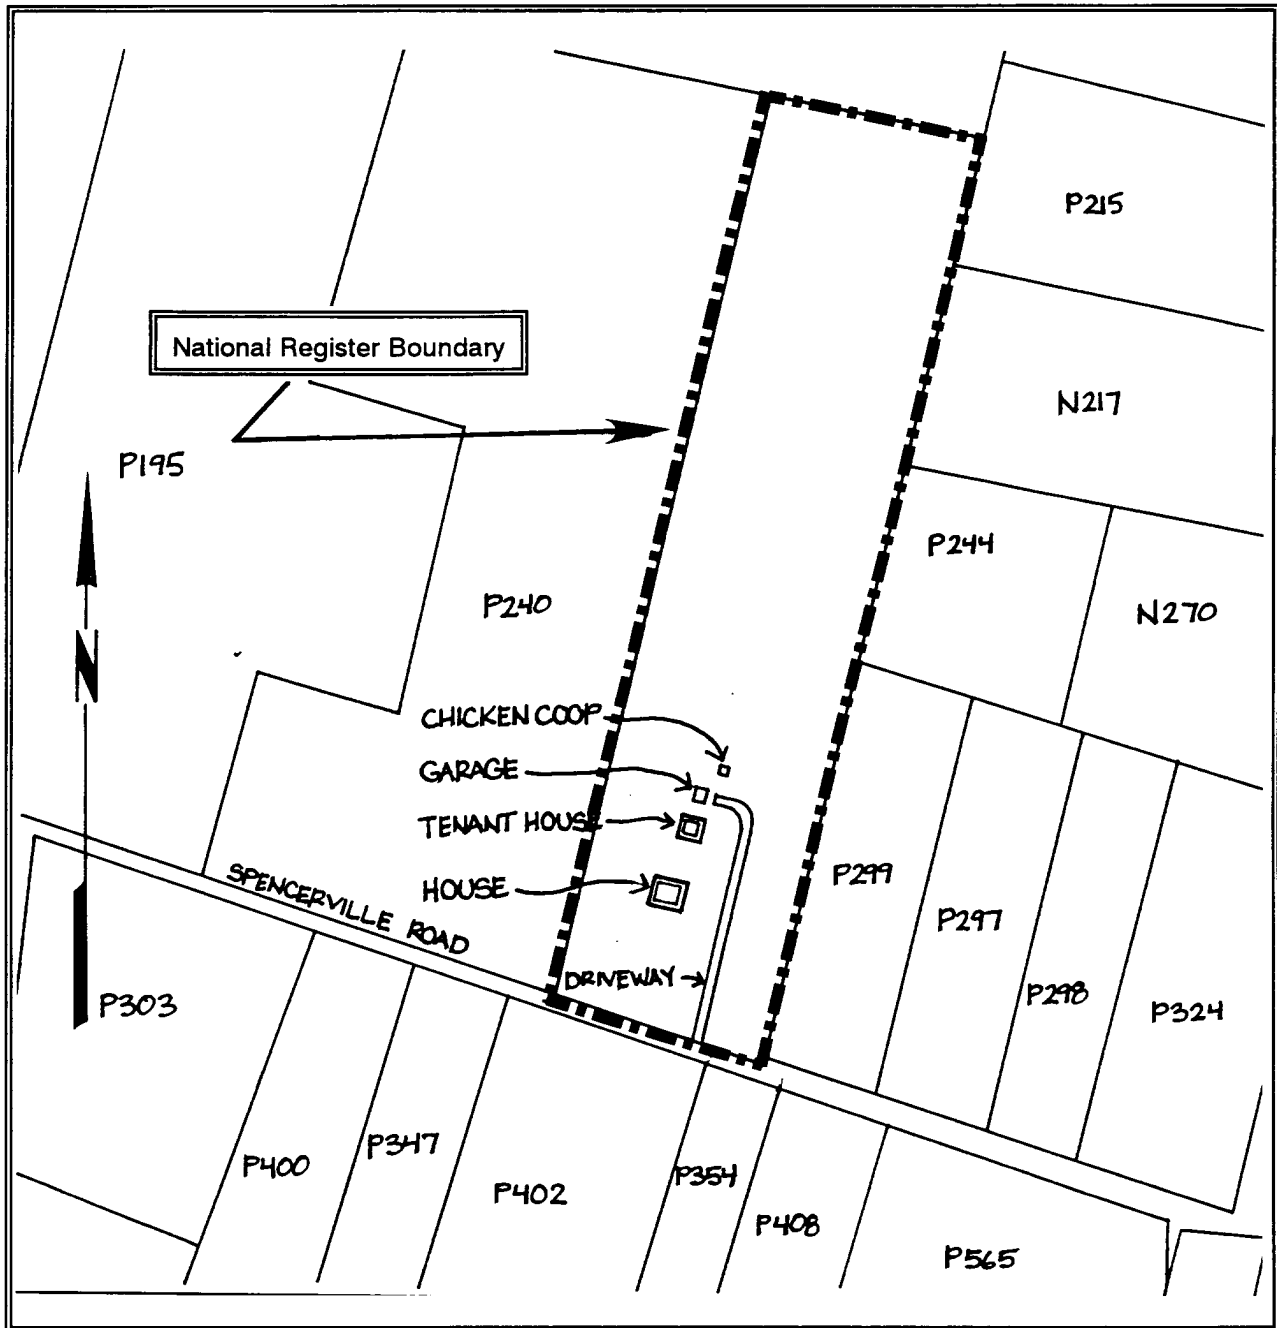 P215
National Register Boundary
N217
P195
P244
P240
N270
N
CHICKEN COOP
GARAGE
TENANT HOUSE
HOUSE
P299
SPENCERVILLE ROAD
P297
DRIVEWAY
P298
P303
P324
P347
P400
P354
P402
P408
P565